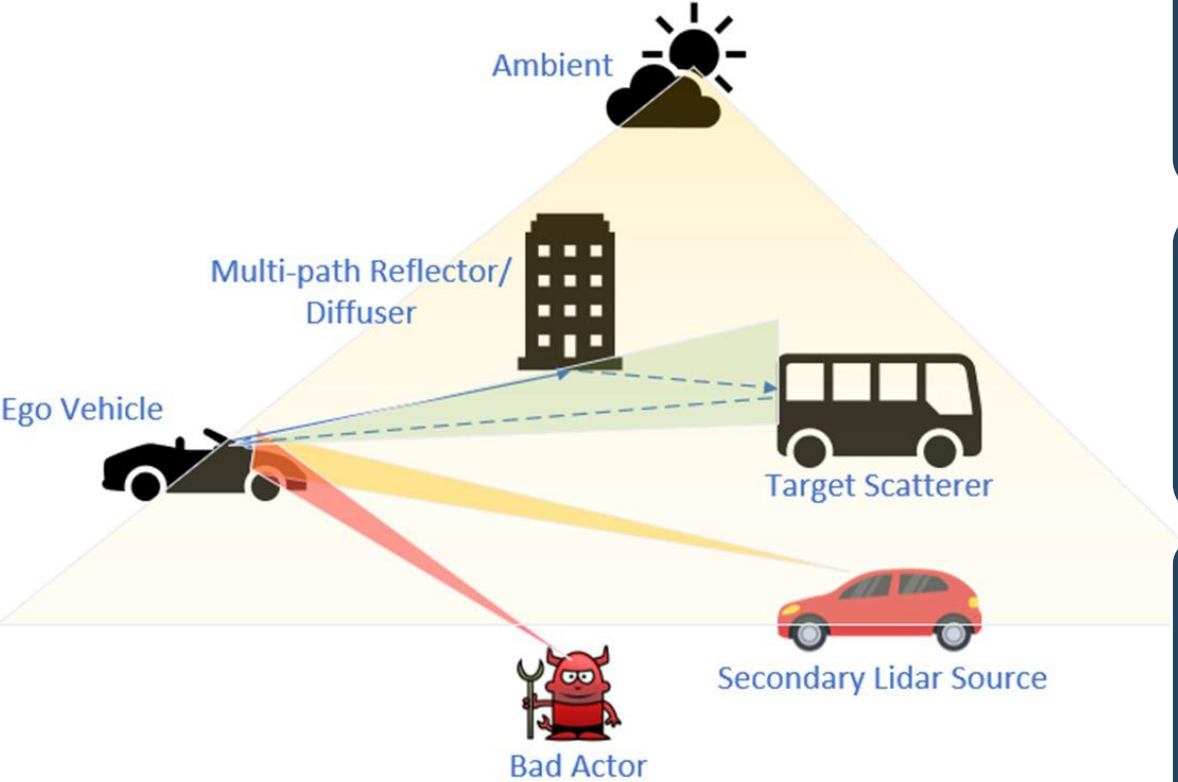 Ambient
Multi-path Reflector/
Diffuser
Ego Vehicle
Target Scatterer
Secondary Lidar Source
Bad Actor